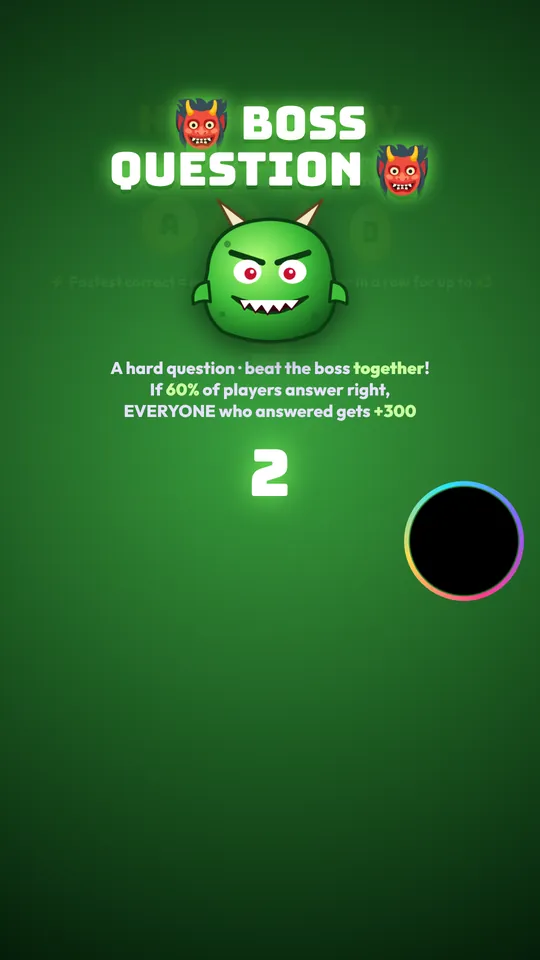 👹 BOSS
QUESTION 👹
A hard question · beat the boss together!
If 60% of players answer right,
EVERYONE who answered gets +300
2